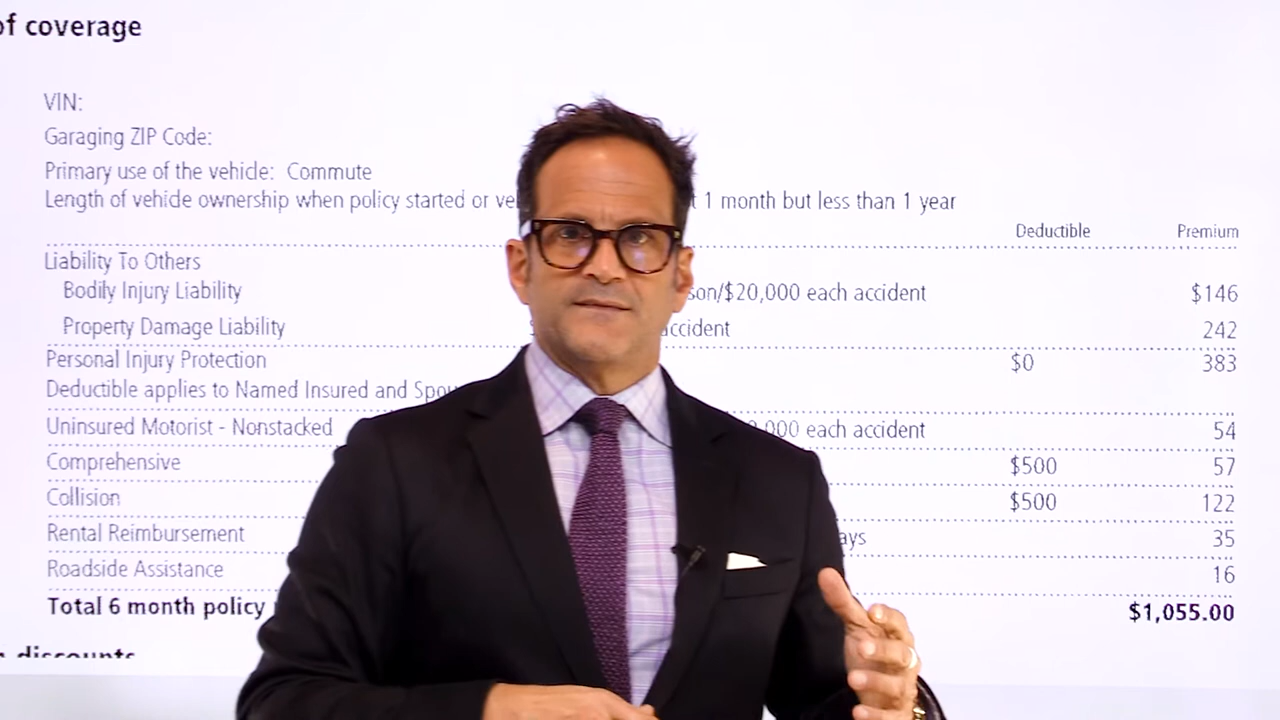 of coverage
VIN:
Garaging ZIP Code:
Primary use of the vehicle: Commute
Length of vehicle ownership when policy started or 1 month but less than 1 year
Deductible Premium
Liability To Others
Bodily Injury Liability /$20,000 each accident $146
Property Damage Liability accident 242
Personal Injury Protection $0 383
Deductible applies to Named Insured and
Uninsured Motorist - Nonstacked each accident 54
Comprehensive $500 57
Collision $500 122
Rental Reimbursement 35
Roadside Assistance 16
Total 6 month policy $1,055.00
discounts